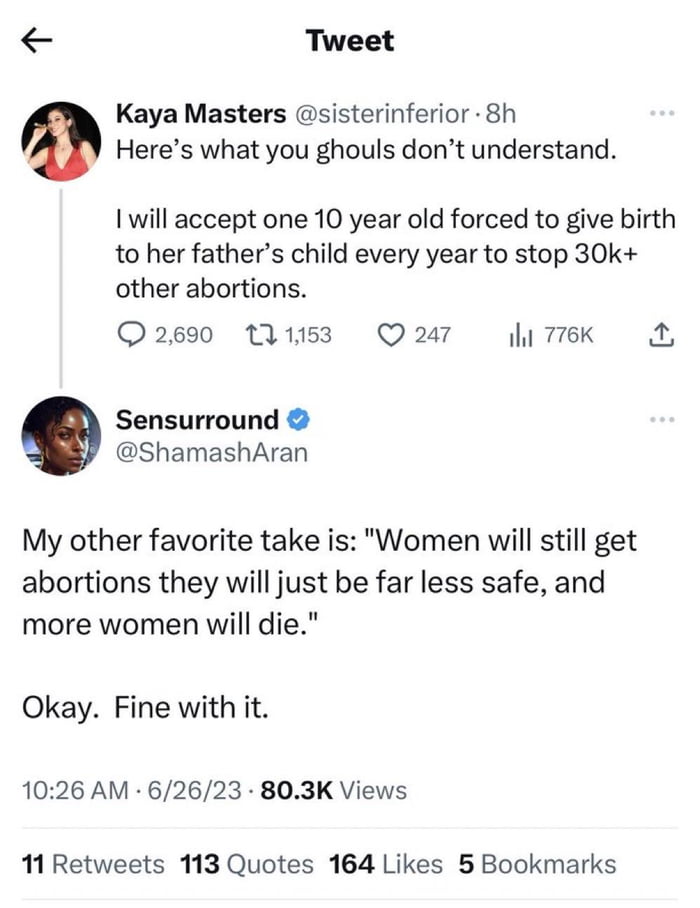 Tweet
Kaya Masters @sisterinferior · 8h
Here’s what you ghouls don’t understand.
I will accept one 10 year old forced to give birth
to her father’s child every year to stop 30k+
other abortions.
2,690 1,153 247 776K
Sensurround
@ShamashAran
My other favorite take is: "Women will still get
abortions they will just be far less safe, and
more women will die."
Okay.  Fine with it.
10:26 AM · 6/26/23 · 80.3K Views
11 Retweets 113 Quotes 164 Likes 5 Bookmarks